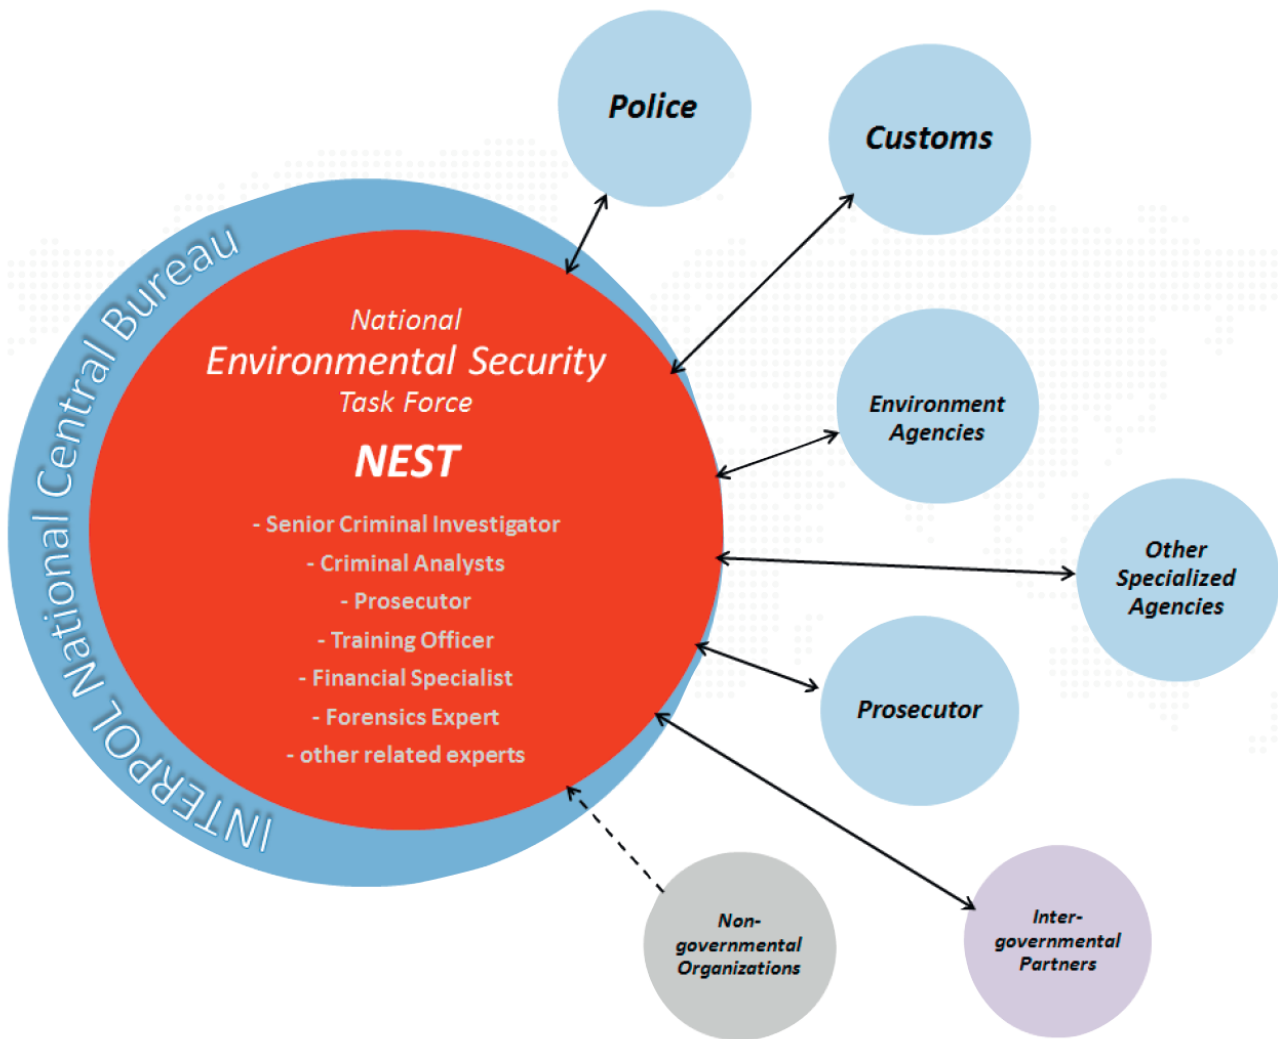 INTERPOL National Central Bureau
National
Environmental Security
Task Force
NEST
- Senior Criminal Investigator
- Criminal Analysts
- Prosecutor
- Training Officer
- Financial Specialist
- Forensics Expert
- other related experts
Police
Customs
Environment
Agencies
Other
Specialized
Agencies
Prosecutor
Inter-
governmental
Partners
Non-
governmental
Organizations